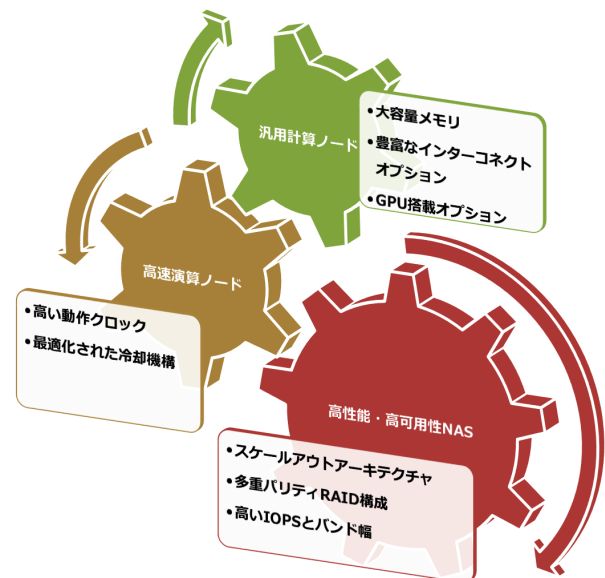 汎用計算ノード
•大容量メモリ
•豊富なインターコネクト
オプション
•GPU搭載オプション
高速演算ノード
•高い動作クロック
•最適化された冷却機構
高性能・高可用性NAS
•スケールアウトアーキテクチャ
•多重パリティRAID構成
•高いIOPSとバンド幅